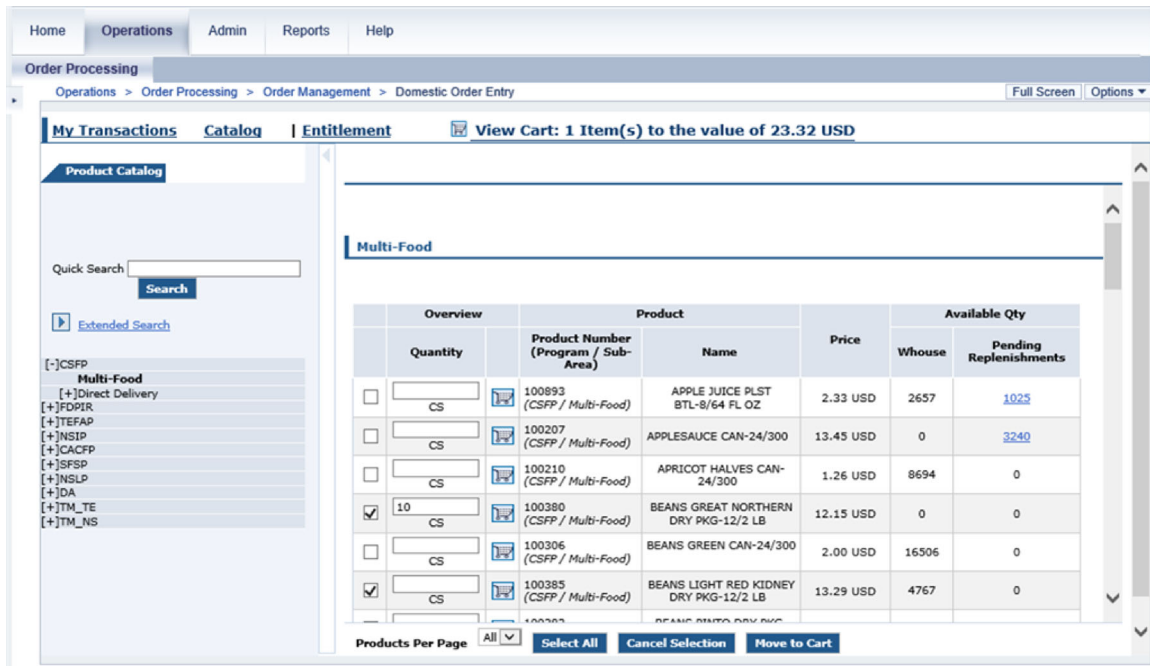 Home Operations Admin Reports Help
Order Processing
Operations > Order Processing > Order Management > Domestic Order Entry Full Screen Options
My Transactions Catalog | Entitlement View Cart: 1 Item(s) to the value of 23.32 USD
Product Catalog
Quick Search
Search
Extended Search
[-]CSFP
Multi-Food
[+]Direct Delivery
[+]FDPIR
[+]TEFAP
[+]NSIP
[+]CACFP
[+]SFSP
[+]NSLP
[+]DA
[+]TM_TE
[+]TM_NS
Multi-Food
Overview Product Price Available Qty
Quantity Product Number (Program / Sub-Area) Name Whouse Pending Replenishments
CS 100893 (CSFP / Multi-Food) APPLE JUICE PLST BTL-8/64 FL OZ 2.33 USD 2657 1025
CS 100207 (CSFP / Multi-Food) APPLESAUCE CAN-24/300 13.45 USD 0 3240
CS 100210 (CSFP / Multi-Food) APRICOT HALVES CAN-24/300 1.26 USD 8694 0
10 CS 100380 (CSFP / Multi-Food) BEANS GREAT NORTHERN DRY PKG-12/2 LB 12.15 USD 0 0
CS 100306 (CSFP / Multi-Food) BEANS GREEN CAN-24/300 2.00 USD 16506 0
CS 100385 (CSFP / Multi-Food) BEANS LIGHT RED KIDNEY DRY PKG-12/2 LB 13.29 USD 4767 0
Products Per Page All Select All Cancel Selection Move to Cart